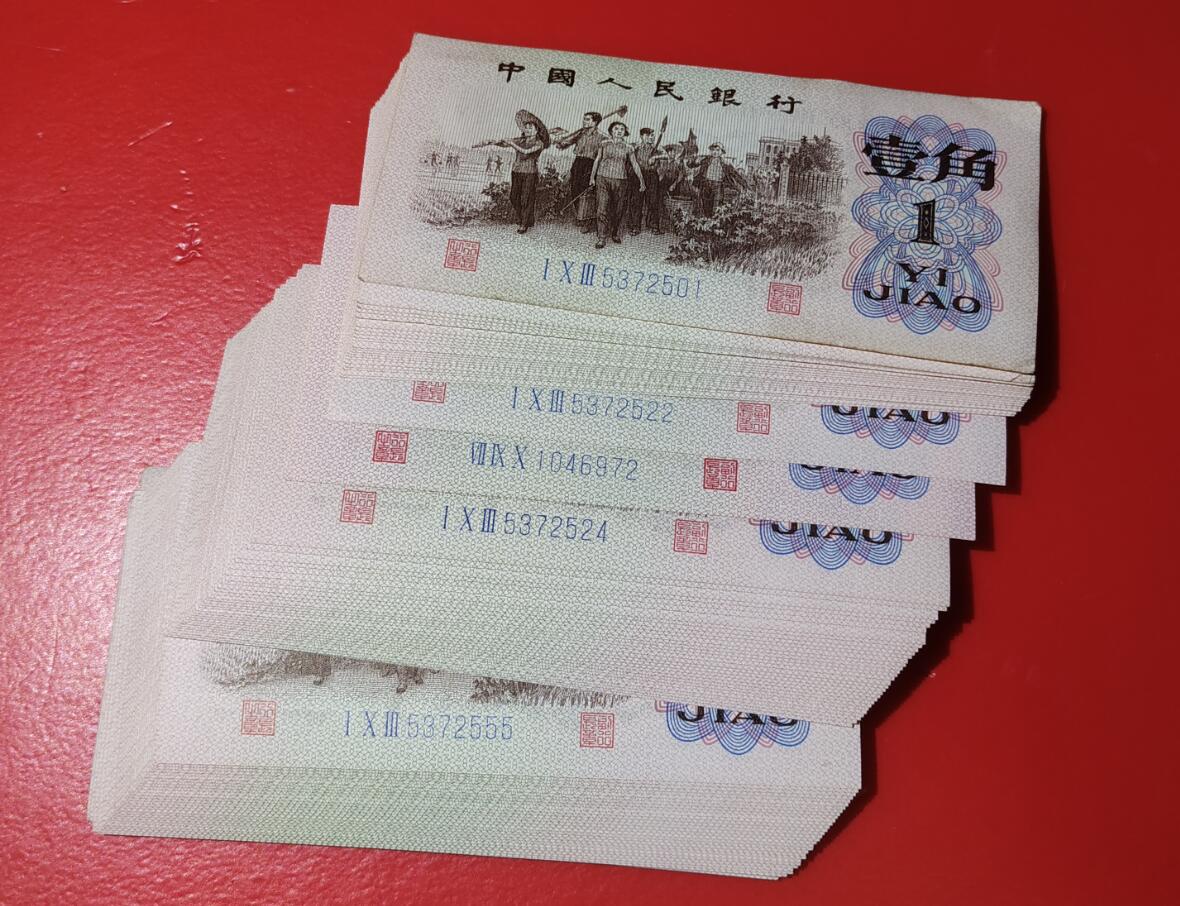 中國人民銀行
壹角
1
YI
JIAO
I X III 5372501
I X III 5372522
JIAO
VIII IX X 1046972
I X III 5372524
JIAO
I X III 5372555
JIAO